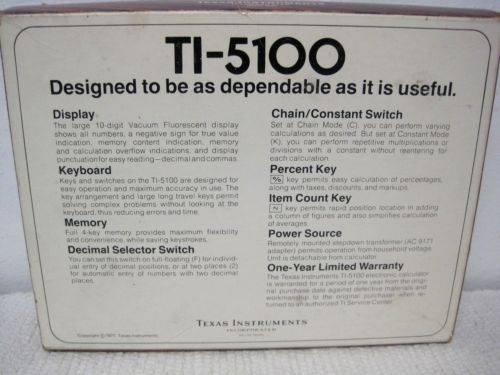 TI-5100
Designed to be as dependable as it is useful.
Display
The large 10-digit Vacuum Fluorescent display
shows all numbers, a negative sign for true value
indication, memory content indication, and memory
and calculation overflow indications, and display
punctuation for easy reading – decimal and commas.
Keyboard
Keys and switches on the TI-5100 are designed for
easy operation and maximum accuracy in use. The
key arrangement and large long travel keys permit
solving complex problems without looking at the
keyboard, thus reducing errors and time.
Memory
Full 4-key memory provides maximum flexibility
and convenience, while saving keystrokes.
Decimal Selector Switch
You can set this switch on full-floating (F) for individ-
ual entry of decimal positions, or at two places (2)
for automatic entry of numbers with two decimal
places.
Chain/Constant Switch
Set at Chain Mode (C), you can perform varying
calculations as desired. But set at Constant Mode
(K), you can perform repetitive multiplications or
divisions with a constant without reentering for
each calculation.
Percent Key
% key permits easy calculation of percentages,
along with taxes, discounts, and markups.
Item Count Key
N key permits rapid position location in adding
a column of figures and also simplifies calculation
of averages.
Power Source
Remotely mounted stepdown transformer (AC 9171
adapter) permits operation from household voltage.
Unit is detachable from calculator.
One-Year Limited Warranty
The Texas Instruments TI-5100 electronic calculator
is warranted for a period of one year from the orig-
inal purchase date against defective materials and
workmanship to the original purchaser when re-
turned to an authorized TI Service Center.
Copyright © 1977, Texas Instruments
TEXAS INSTRUMENTS
INCORPORATED